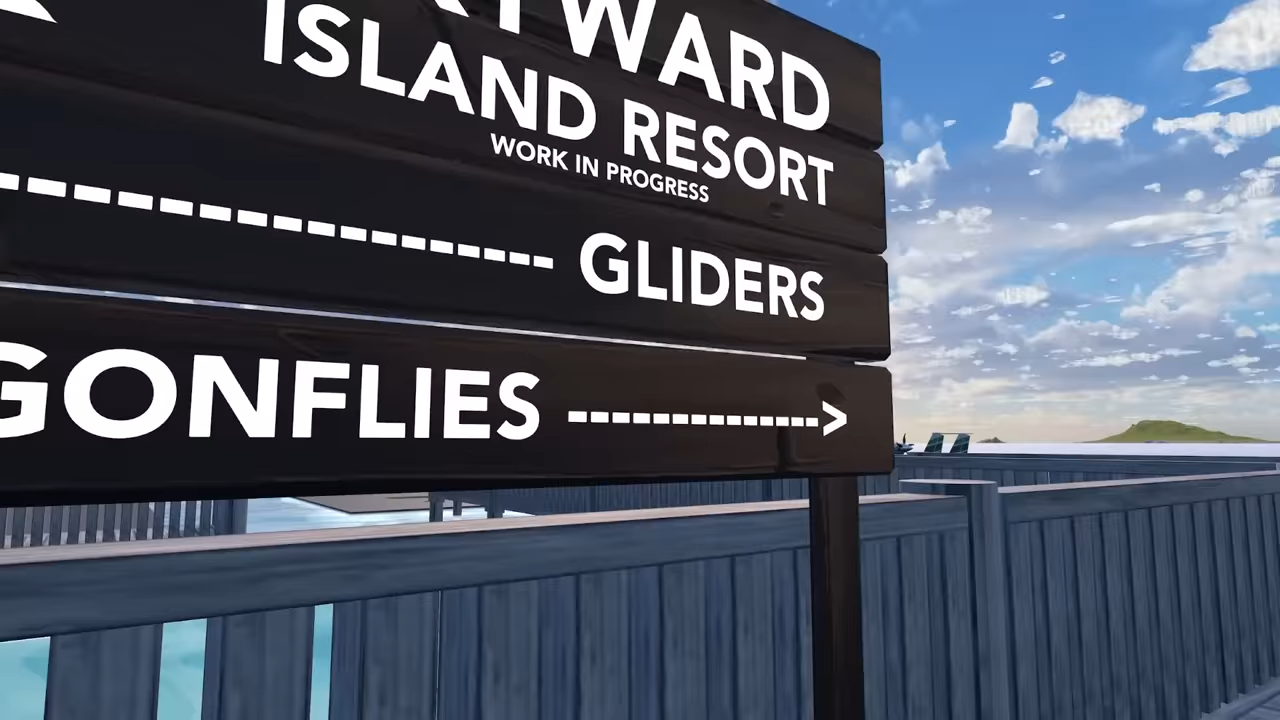 ISLAND RESORT
WORK IN PROGRESS
----------------- GLIDERS
GONFLIES ------------>